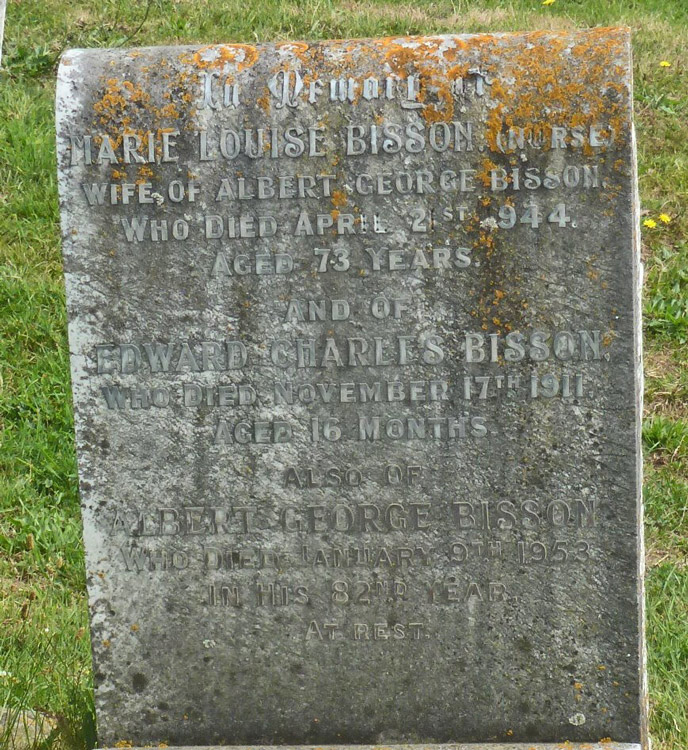 In Memory of
MARIE LOUISE BISSON. (NURSE)
WIFE OF ALBERT GEORGE BISSON.
WHO DIED APRIL 21ST 1944.
AGED 73 YEARS.
AND OF
EDWARD CHARLES BISSON.
WHO DIED NOVEMBER 17TH 1911.
AGED 16 MONTHS.
ALSO OF
ALBERT GEORGE BISSON
WHO DIED JANUARY 9TH 1953
IN HIS 82ND YEAR.
AT REST.